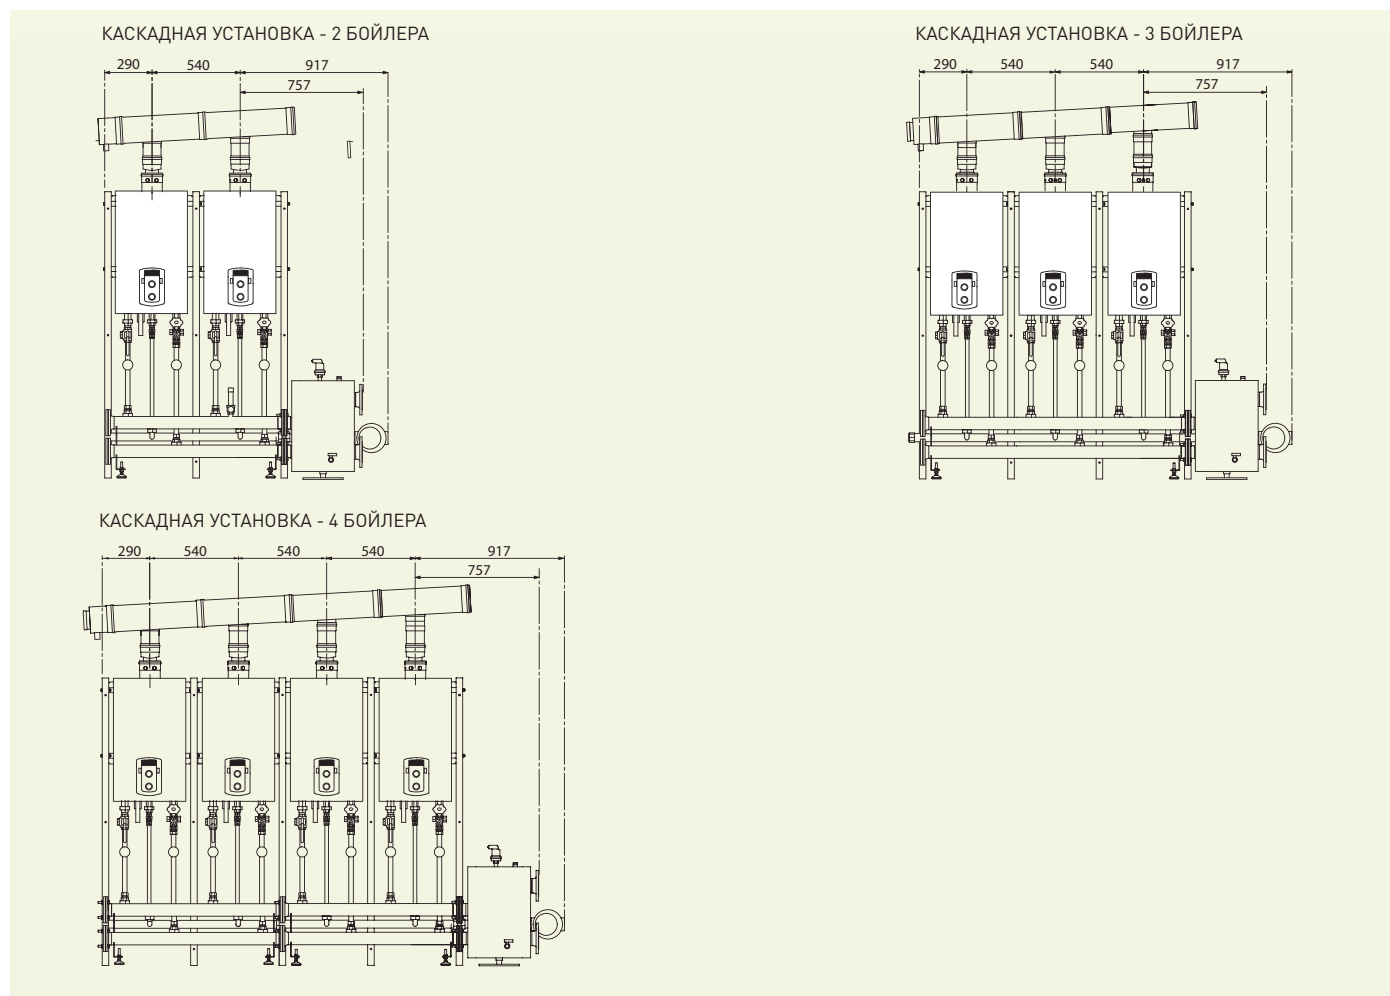 КАСКАДНАЯ УСТАНОВКА - 2 БОЙЛЕРА
290 540 917
757
КАСКАДНАЯ УСТАНОВКА - 3 БОЙЛЕРА
290 540 540 917
757
КАСКАДНАЯ УСТАНОВКА - 4 БОЙЛЕРА
290 540 540 540 917
757